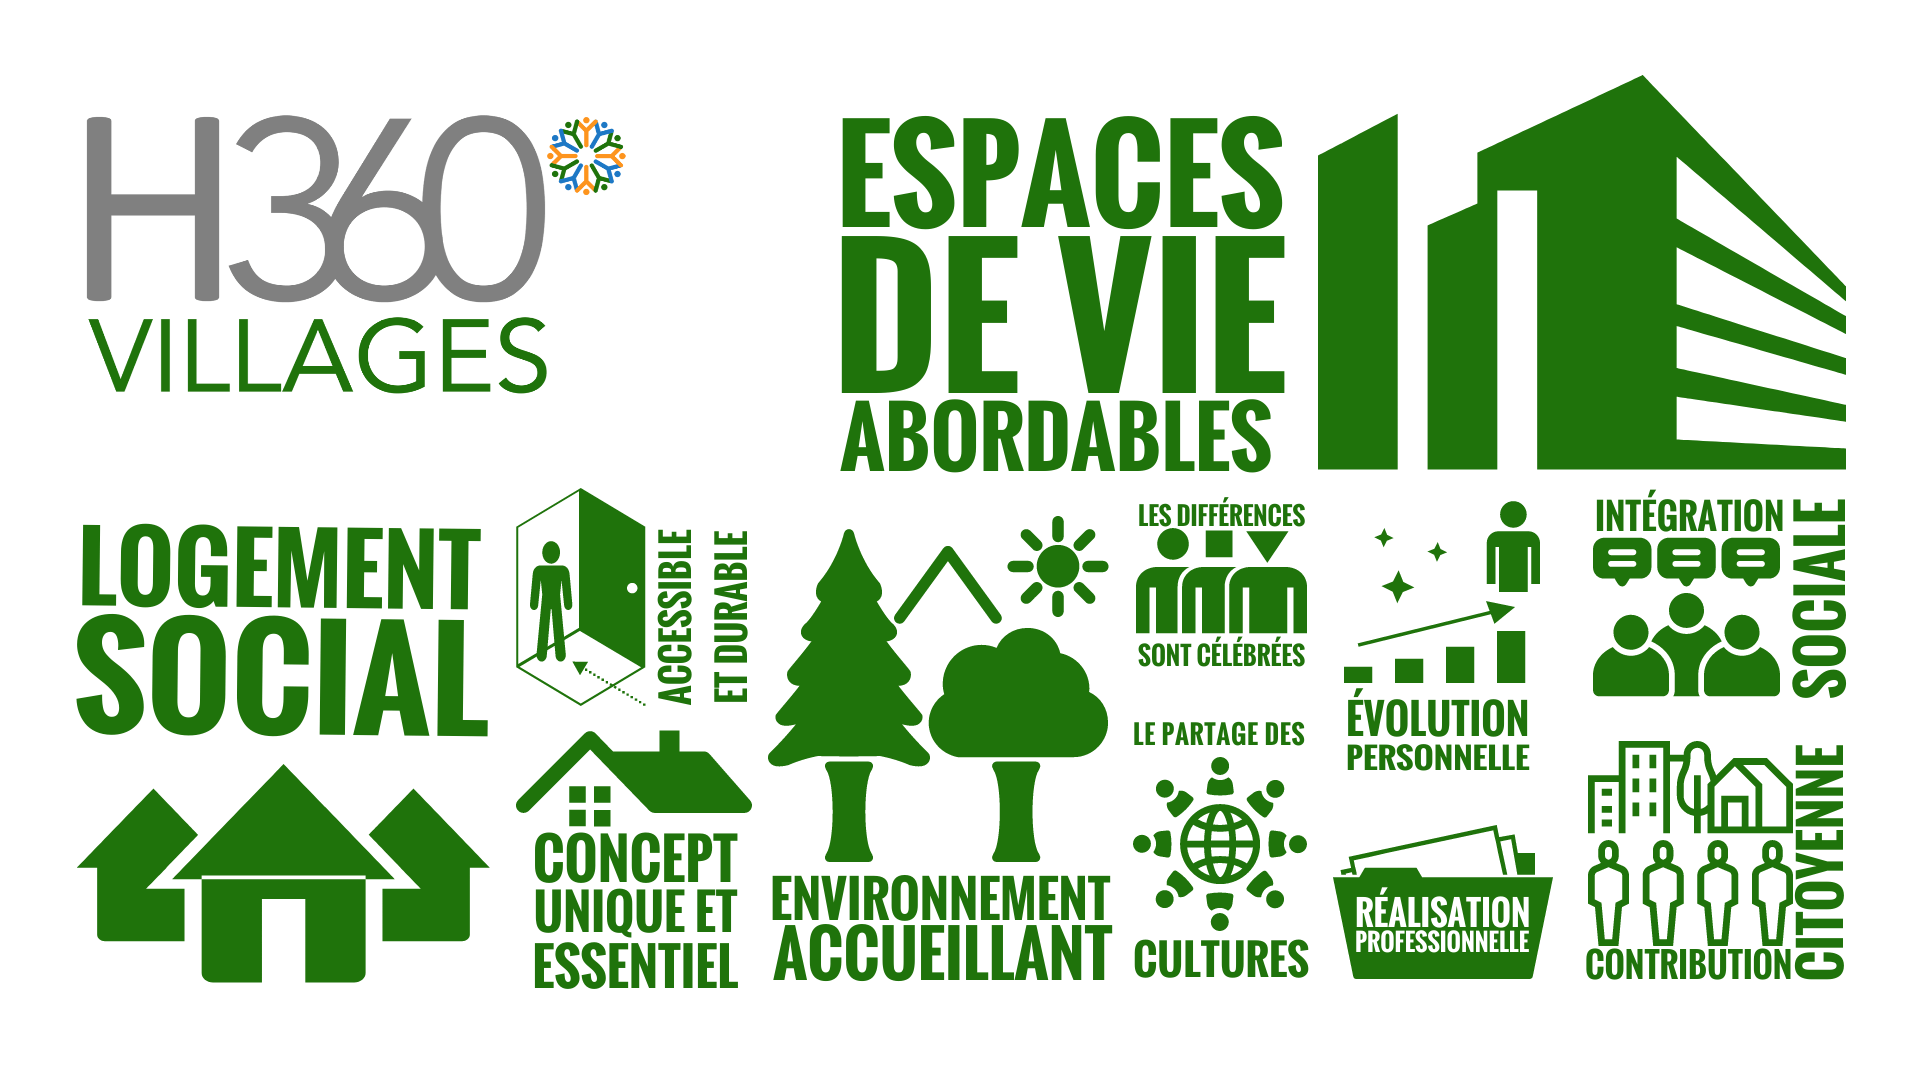 H360
VILLAGES
ESPACES
DE VIE
ABORDABLES
LOGEMENT
SOCIAL
ACCESSIBLE
ET DURABLE
CONCEPT
UNIQUE ET
ESSENTIEL
ENVIRONNEMENT
ACCUEILLANT
LES DIFFÉRENCES
SONT CÉLÉBRÉES
LE PARTAGE DES
CULTURES
ÉVOLUTION
PERSONNELLE
RÉALISATION
PROFESSIONNELLE
INTÉGRATION
SOCIALE
CONTRIBUTION
CITOYENNE